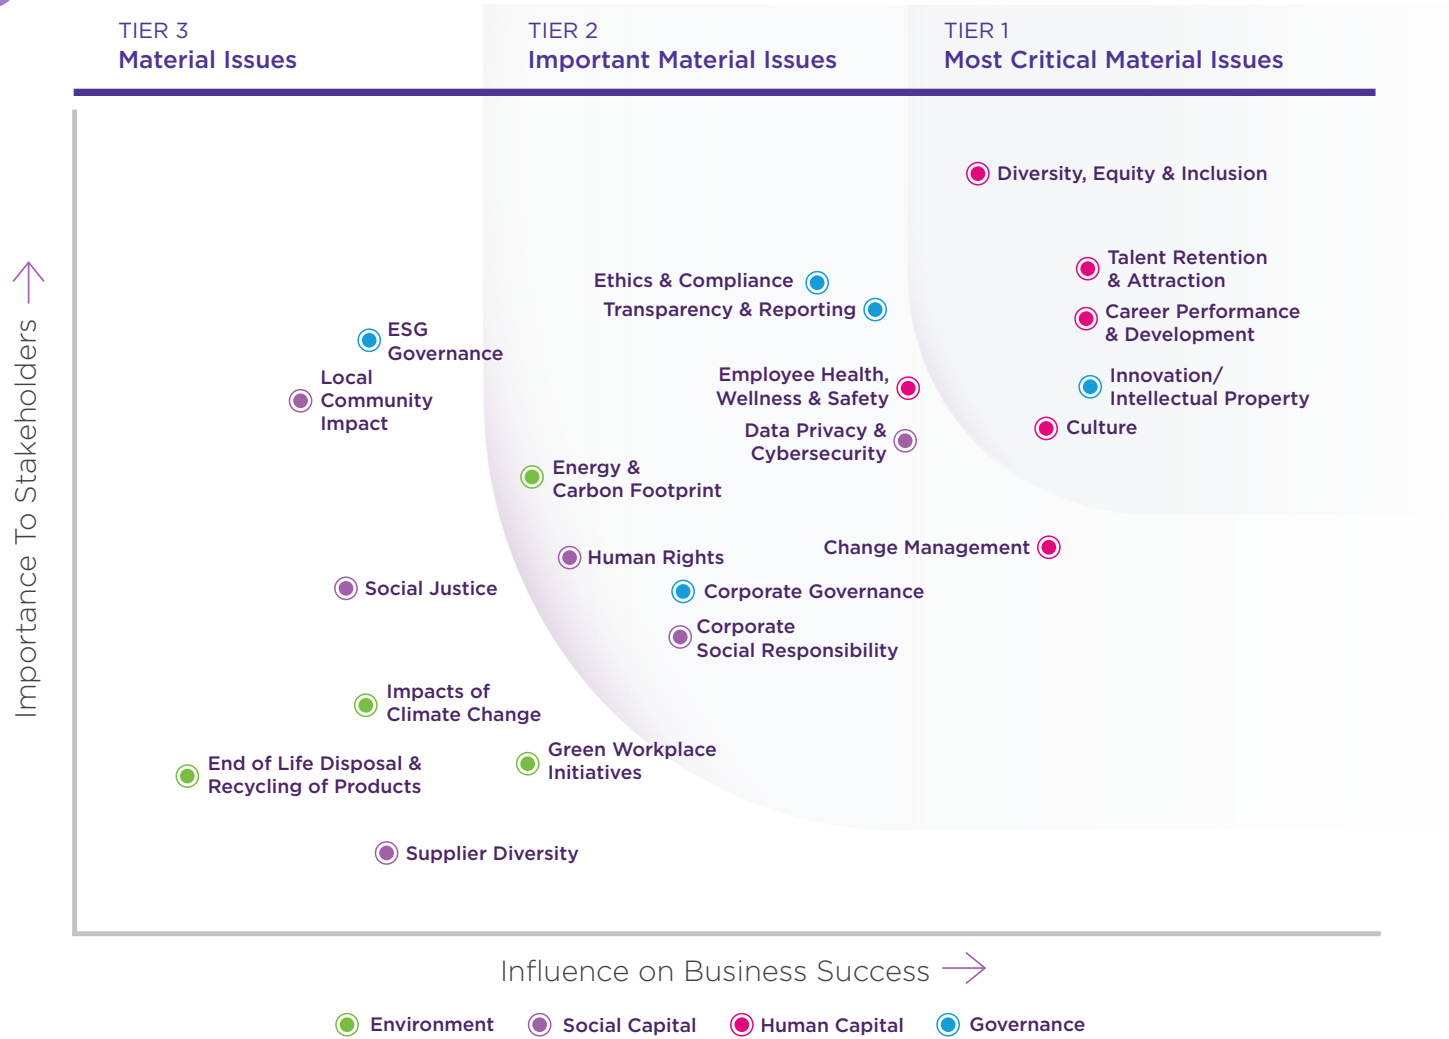 TIER 3
Material Issues
TIER 2
Important Material Issues
TIER 1
Most Critical Material Issues
Importance To Stakeholders
Diversity, Equity & Inclusion
Talent Retention
& Attraction
Career Performance
& Development
Innovation/
Intellectual Property
Culture
Ethics & Compliance
Transparency & Reporting
Employee Health,
Wellness & Safety
Data Privacy &
Cybersecurity
ESG
Governance
Local
Community
Impact
Energy &
Carbon Footprint
Change Management
Human Rights
Corporate Governance
Corporate
Social Responsibility
Social Justice
Impacts of
Climate Change
Green Workplace
Initiatives
End of Life Disposal &
Recycling of Products
Supplier Diversity
Influence on Business Success
Environment
Social Capital
Human Capital
Governance